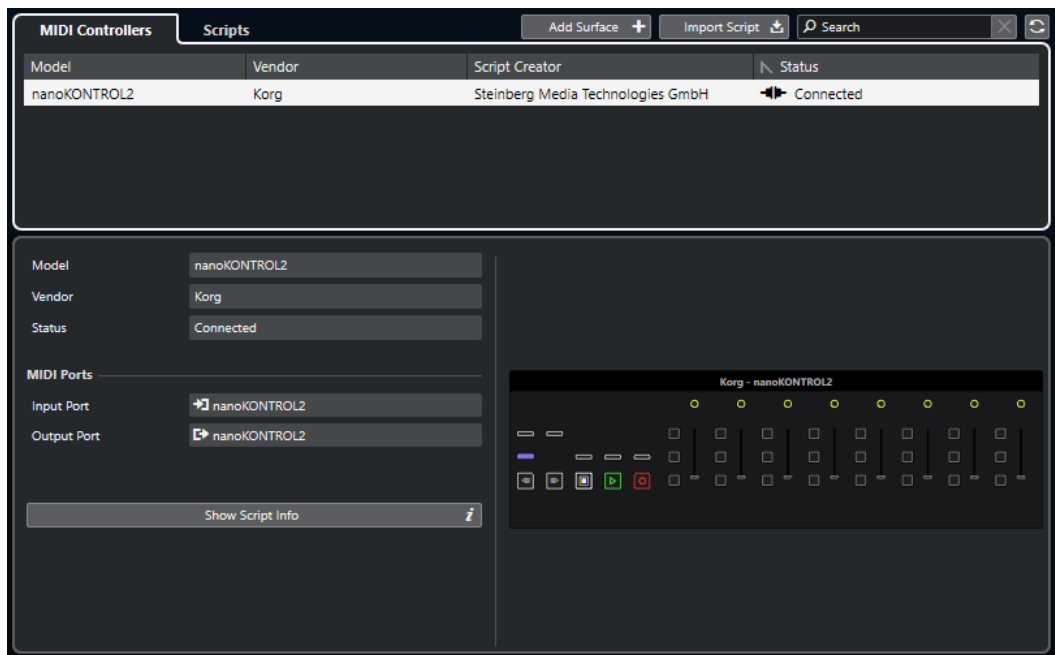 MIDI Controllers Scripts Add Surface Import Script Search
Model Vendor Script Creator Status
nanoKONTROL2 Korg Steinberg Media Technologies GmbH Connected
Model nanoKONTROL2
Vendor Korg
Status Connected
MIDI Ports
Input Port nanoKONTROL2
Output Port nanoKONTROL2
Show Script Info i
Korg - nanoKONTROL2